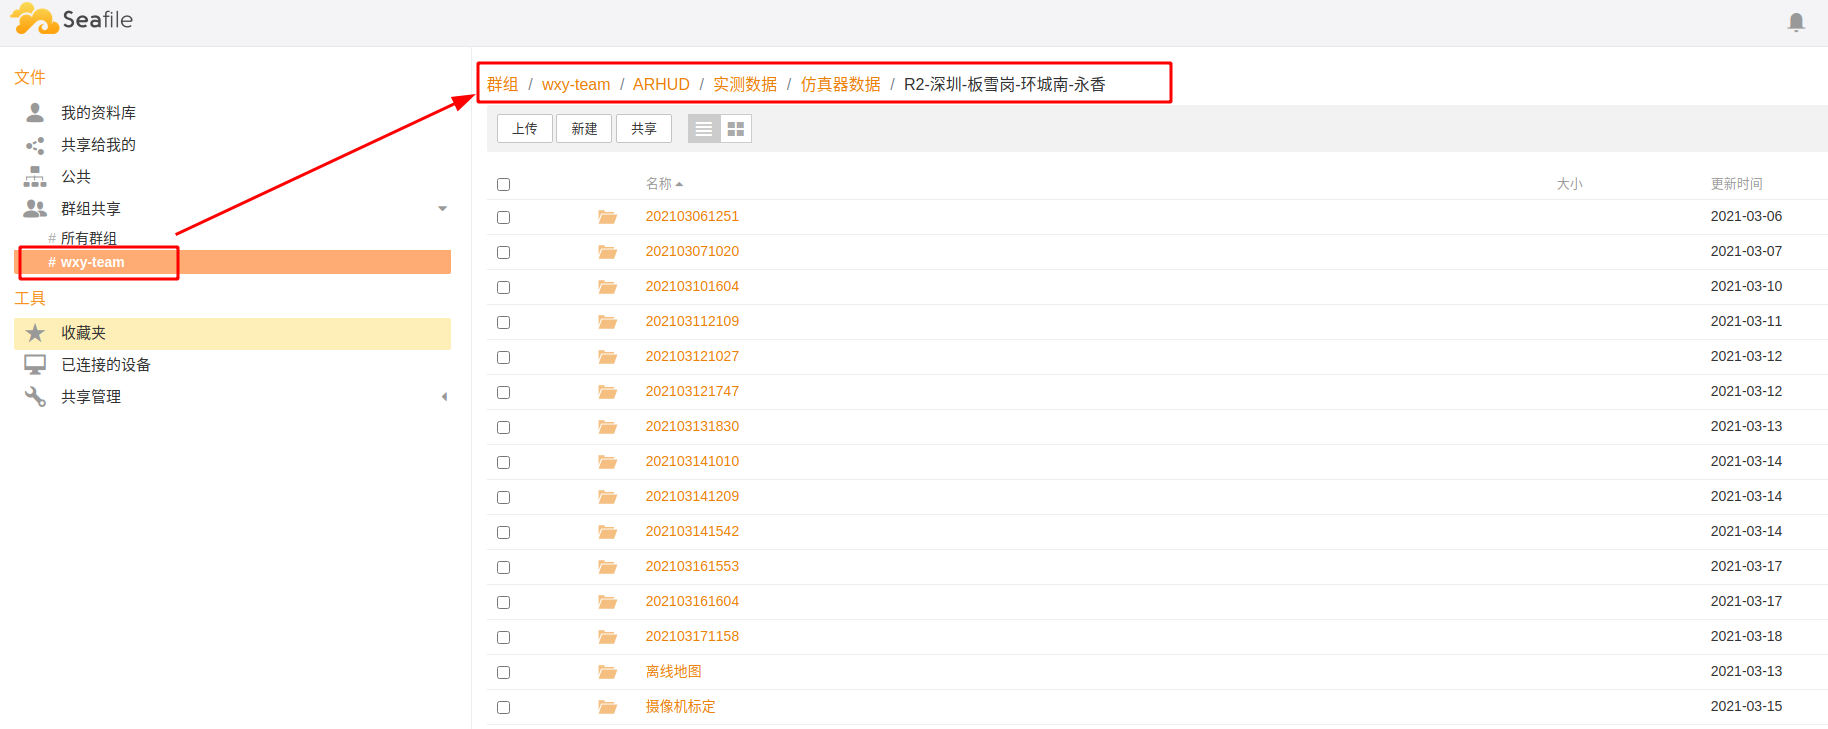 Seafile
文件
我的资料库
共享给我的
公共
群组共享
# 所有群组
# wxy-team
工具
收藏夹
已连接的设备
共享管理
群组 / wxy-team / ARHUD / 实测数据 / 仿真器数据 / R2-深圳-板雪岗-环城南-永香
上传 新建 共享
名称 大小 更新时间
202103061251 2021-03-06
202103071020 2021-03-07
202103101604 2021-03-10
202103112109 2021-03-11
202103121027 2021-03-12
202103121747 2021-03-12
202103131830 2021-03-13
202103141010 2021-03-14
202103141209 2021-03-14
202103141542 2021-03-14
202103161553 2021-03-17
202103161604 2021-03-17
202103171158 2021-03-18
离线地图 2021-03-13
摄像机标定 2021-03-15